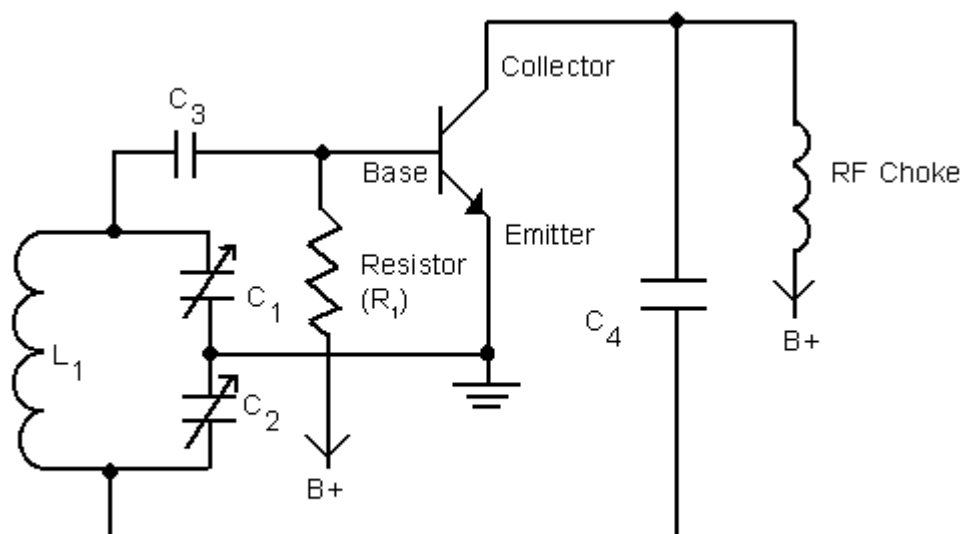 Collector
C3
Base
RF Choke
Emitter
Resistor
(R1)
C1
C4
B+
L1
C2
B+